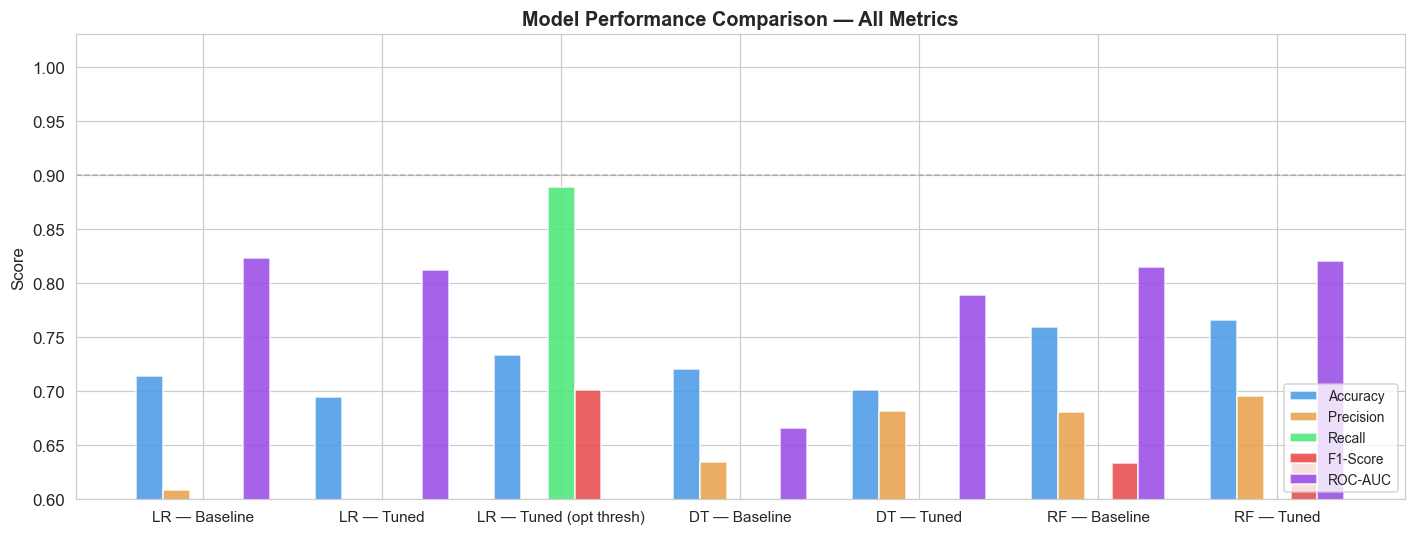 Model Performance Comparison — All Metrics
Score
1.00
0.95
0.90
0.85
0.80
0.75
0.70
0.65
0.60
LR — Baseline
LR — Tuned
LR — Tuned (opt thresh)
DT — Baseline
DT — Tuned
RF — Baseline
RF — Tuned
Accuracy
Precision
Recall
F1-Score
ROC-AUC